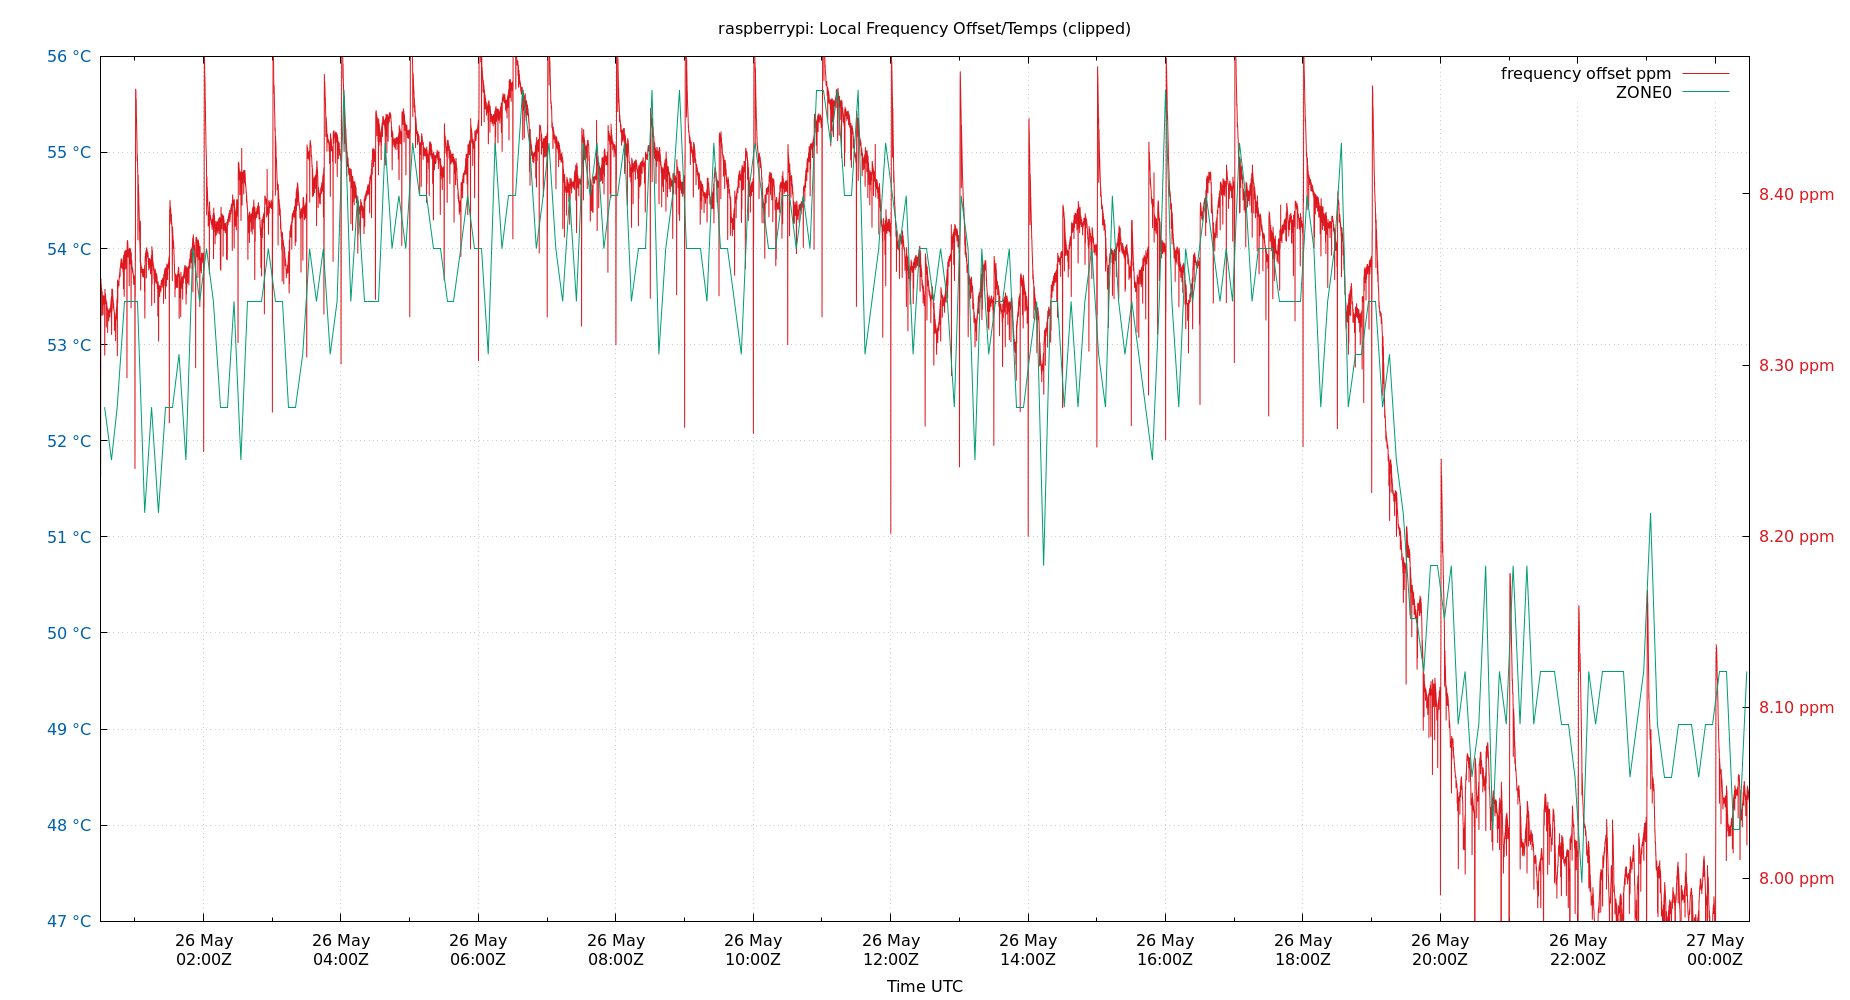 raspberrypi: Local Frequency Offset/Temps (clipped)
56 °C
55 °C
54 °C
53 °C
52 °C
51 °C
50 °C
49 °C
48 °C
47 °C
frequency offset ppm
ZONE0
8.40 ppm
8.30 ppm
8.20 ppm
8.10 ppm
8.00 ppm
26 May
02:00Z
26 May
04:00Z
26 May
06:00Z
26 May
08:00Z
26 May
10:00Z
26 May
12:00Z
26 May
14:00Z
26 May
16:00Z
26 May
18:00Z
26 May
20:00Z
26 May
22:00Z
27 May
00:00Z
Time UTC